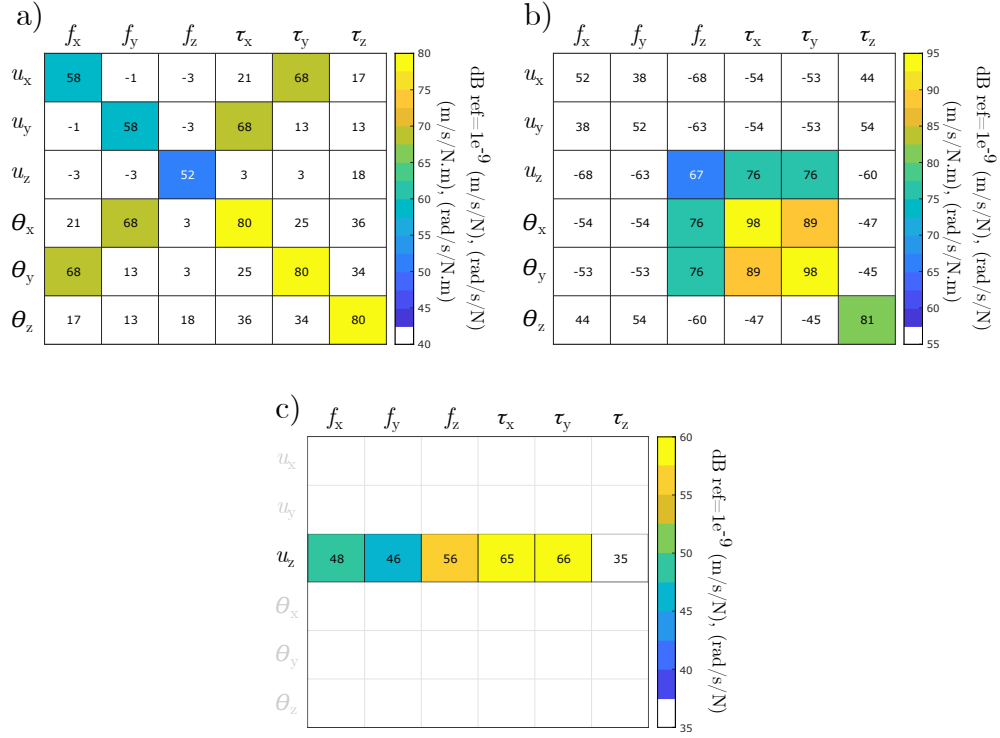 a)
f_x f_y f_z τ_x τ_y τ_z
u_x 58 -1 -3 21 68 17
u_y -1 58 -3 68 13 13
u_z -3 -3 52 3 3 18
θ_x 21 68 3 80 25 36
θ_y 68 13 3 25 80 34
θ_z 17 13 18 36 34 80
80
75
70
65
60
55
50
45
40
dB ref=1e^-9 (m/s/N), (rad/s/N)
(m/s/N.m), (rad/s/N.m)
b)
f_x f_y f_z τ_x τ_y τ_z
u_x 52 38 -68 -54 -53 44
u_y 38 52 -63 -54 -53 54
u_z -68 -63 67 76 76 -60
θ_x -54 -54 76 98 89 -47
θ_y -53 -53 76 89 98 -45
θ_z 44 54 -60 -47 -45 81
95
90
85
80
75
70
65
60
55
dB ref=1e^-9 (m/s/N), (rad/s/N)
(m/s/N.m), (rad/s/N.m)
c)
f_x f_y f_z τ_x τ_y τ_z
u_x
u_y
u_z 48 46 56 65 66 35
θ_x
θ_y
θ_z
60
55
50
45
40
35
dB ref=1e^-9 (m/s/N), (rad/s/N)